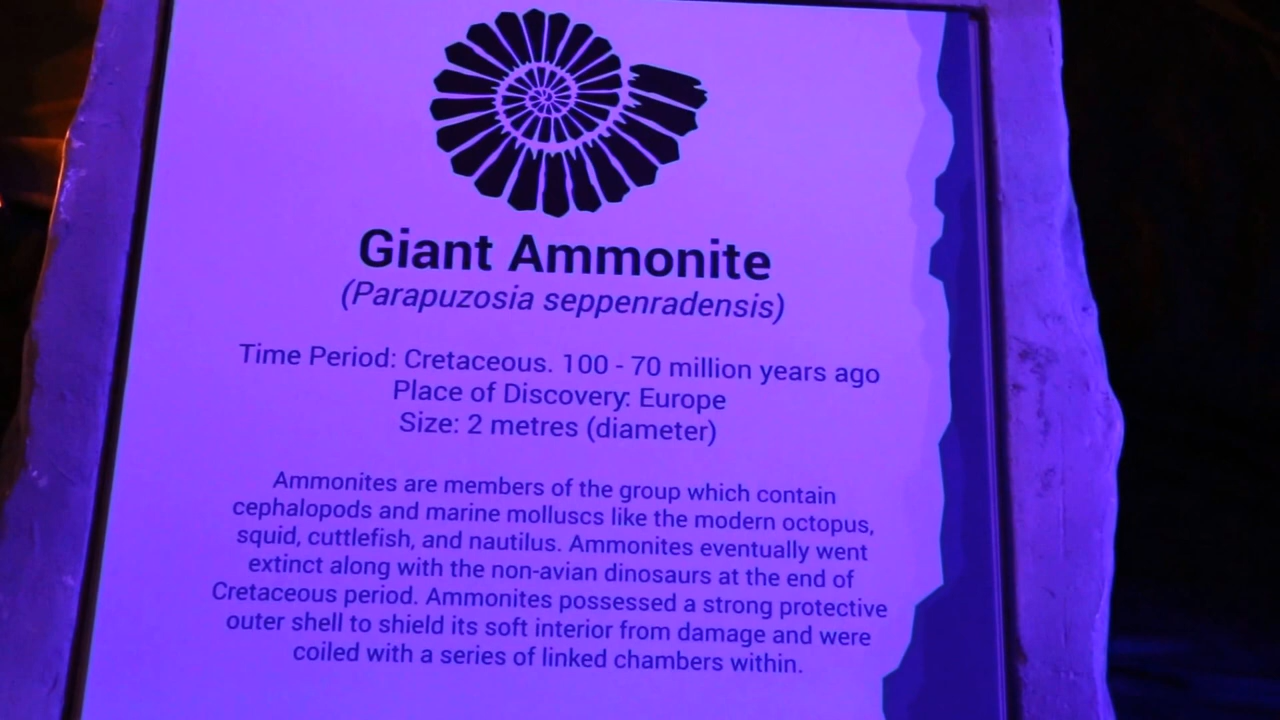 Giant Ammonite
(Parapuzosia seppenradensis)
Time Period: Cretaceous. 100 - 70 million years ago
Place of Discovery: Europe
Size: 2 metres (diameter)
Ammonites are members of the group which contain
cephalopods and marine molluscs like the modern octopus,
squid, cuttlefish, and nautilus. Ammonites eventually went
extinct along with the non-avian dinosaurs at the end of
Cretaceous period. Ammonites possessed a strong protective
outer shell to shield its soft interior from damage and were
coiled with a series of linked chambers within.